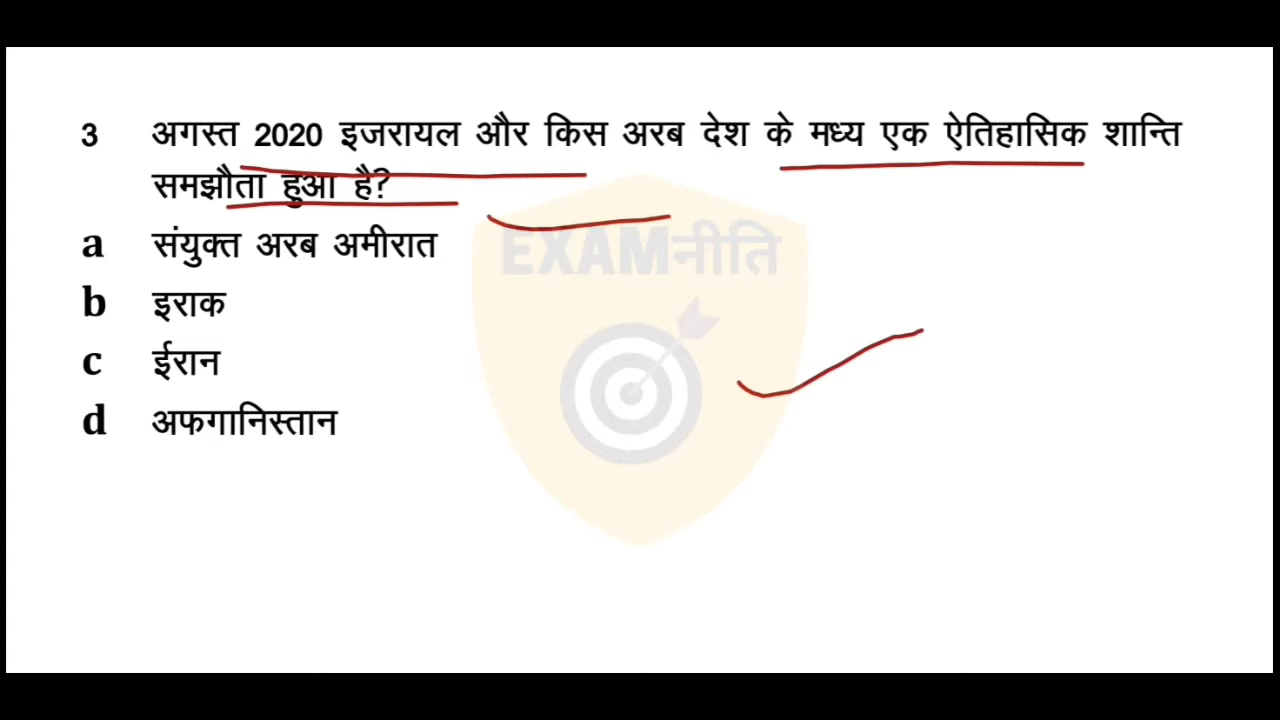 3 अगस्त 2020 इजरायल और किस अरब देश के मध्य एक ऐतिहासिक शान्ति
समझौता हुआ है?
EXAMनीति
a संयुक्त अरब अमीरात
b इराक
c ईरान
d अफगानिस्तान